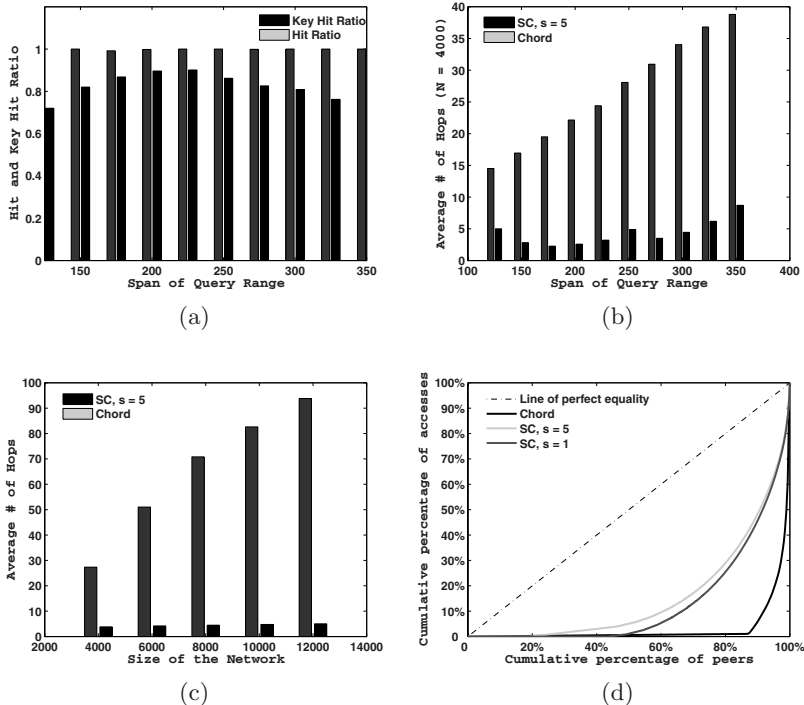 Key Hit Ratio
Hit Ratio
Hit and Key Hit Ratio
1
0.8
0.6
0.4
0.2
0
150 200 250 300 350
Span of Query Range
(a)
SC, s = 5
Chord
Average # of Hops (N = 4000)
40
35
30
25
20
15
10
5
0
100 150 200 250 300 350 400
Span of Query Range
(b)
SC, s = 5
Chord
Average # of Hops
100
90
80
70
60
50
40
30
20
10
0
2000 4000 6000 8000 10000 12000 14000
Size of the Network
(c)
Line of perfect equality
Chord
SC, s = 5
SC, s = 1
Cumulative percentage of accesses
100%
90%
80%
70%
60%
50%
40%
30%
20%
10%
0
0 20% 40% 60% 80% 100%
Cumulative percentage of peers
(d)